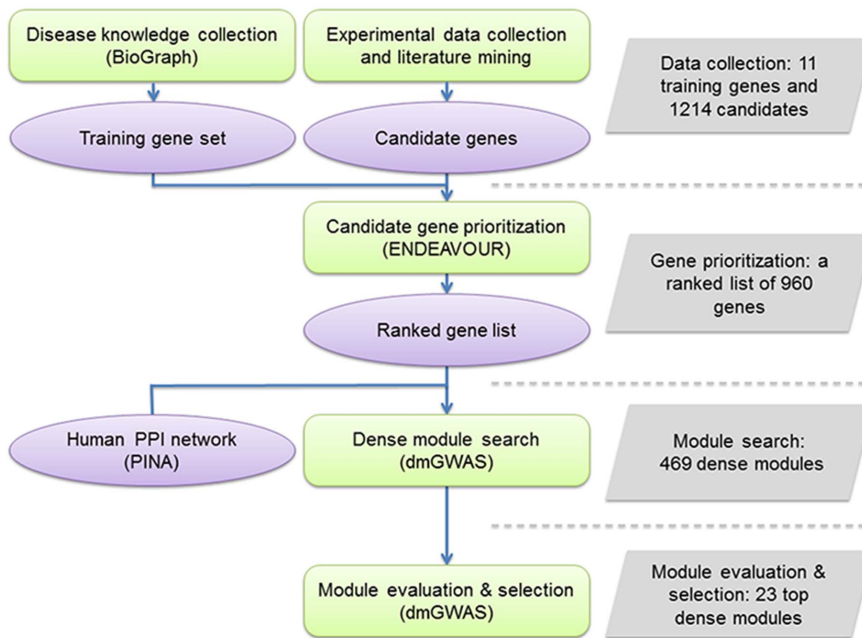 Disease knowledge collection
(BioGraph)
Experimental data collection
and literature mining
Data collection: 11
training genes and
1214 candidates
Training gene set
Candidate genes
Candidate gene prioritization
(ENDEAVOUR)
Gene prioritization: a
ranked list of 960
genes
Ranked gene list
Human PPI network
(PINA)
Dense module search
(dmGWAS)
Module search:
469 dense modules
Module evaluation & selection
(dmGWAS)
Module evaluation &
selection: 23 top
dense modules